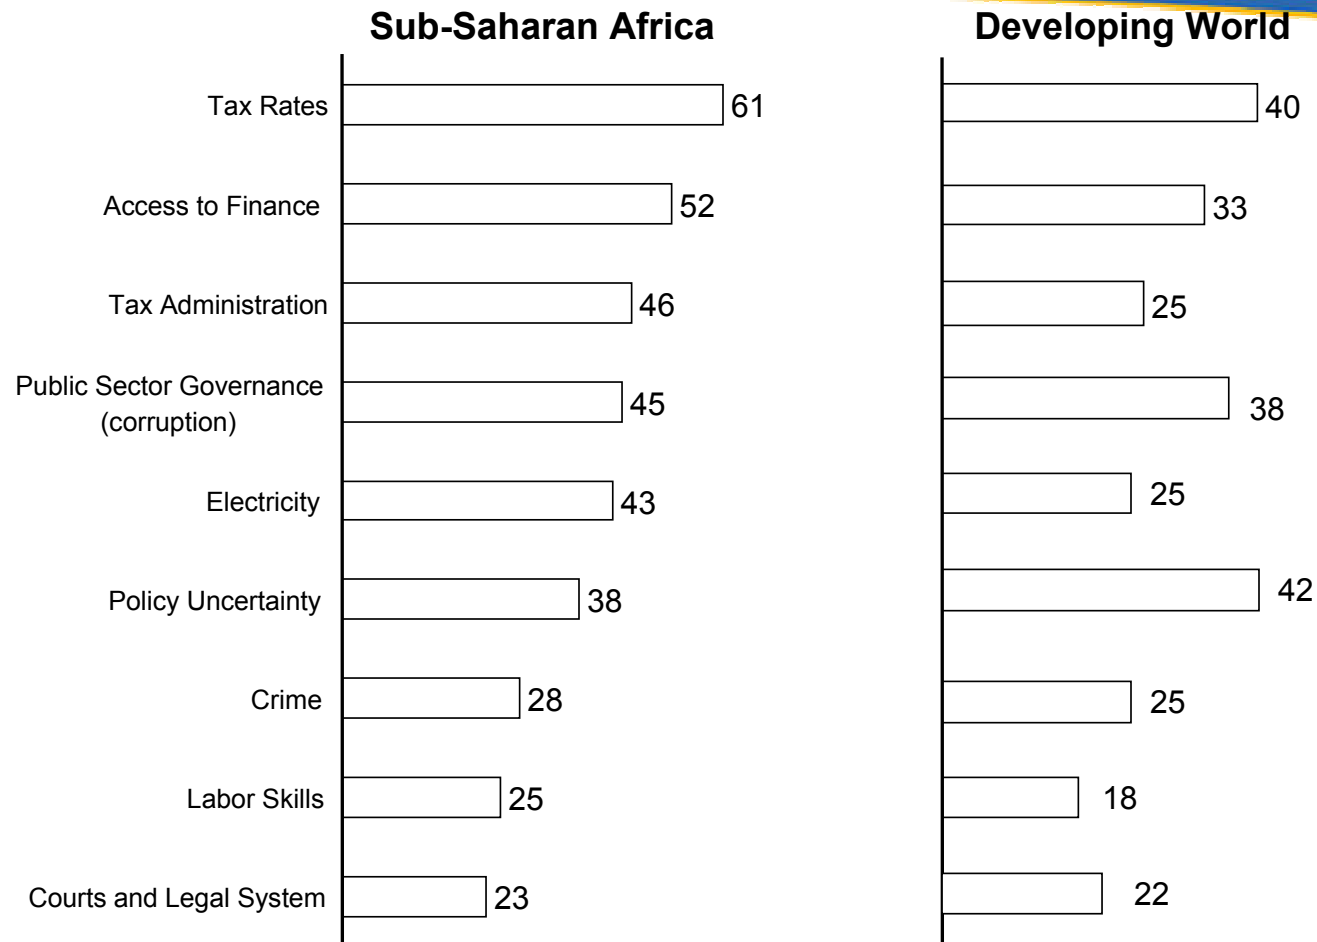 Sub-Saharan Africa
Developing World
Tax Rates 61 40
Access to Finance 52 33
Tax Administration 46 25
Public Sector Governance
(corruption) 45 38
Electricity 43 25
Policy Uncertainty 38 42
Crime 28 25
Labor Skills 25 18
Courts and Legal System 23 22